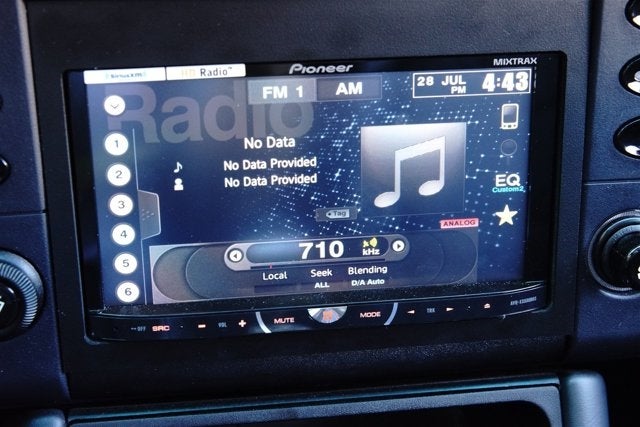 SiriusXM
HD Radio™
Pioneer
MIXTRAX
Radio
FM 1
AM
28 JUL
PM
4:43
1
No Data
2
No Data Provided
No Data Provided
EQ
Custom2
3
Tag
ANALOG
4
710
kHz
5
Local
Seek
Blending
ALL
D/A Auto
6
OFF
SRC
− VOL +
MUTE
MODE
TRK